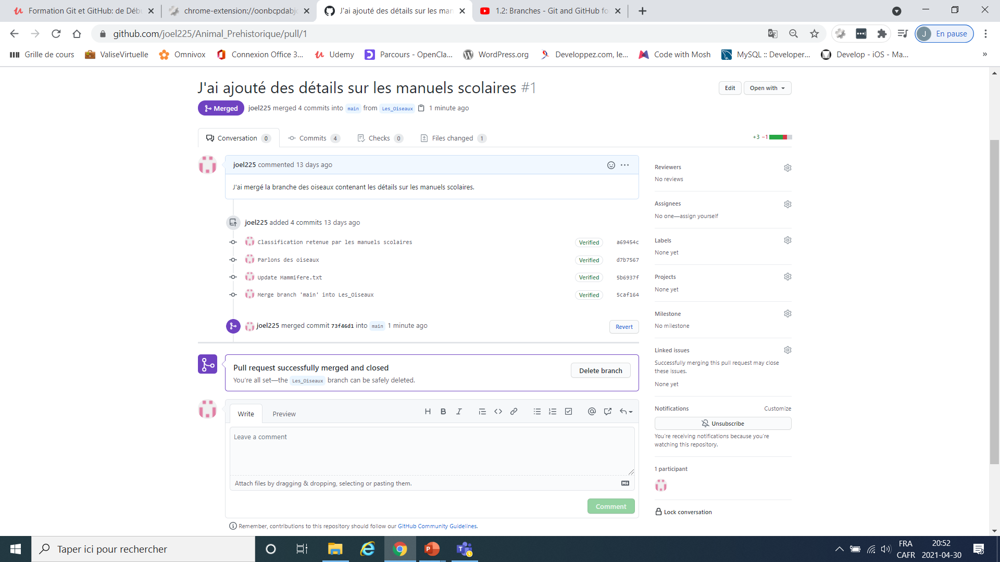 Formation Git et GitHub: de Débu
chrome-extension://oonbcpdabjc
J'ai ajouté des détails sur les man
1.2: Branches - Git and GitHub fo
github.com/joel225/Animal_Prehistorique/pull/1
J
En pause
Grille de cours
ValiseVirtuelle
Omnivox
Connexion Office 3...
Udemy
Parcours - OpenCla...
WordPress.org
Developpez.com, le...
Code with Mosh
MySQL :: Developer...
Develop - iOS - Ma...
»
J'ai ajouté des détails sur les manuels scolaires #1
Edit
Open with
Merged
joel225 merged 4 commits into main from Les_Oiseaux 1 minute ago
Conversation 0
Commits 4
Checks 0
Files changed 1
+3 −1
joel225 commented 13 days ago
J'ai mergé la branche des oiseaux contenant les détails sur les manuels scolaires.
joel225 added 4 commits 13 days ago
Classification retenue par les manuels scolaires Verified a69454c
Parlons des oiseaux Verified d7b7567
Update Mammifere.txt Verified 5b6937f
Merge branch 'main' into Les_Oiseaux Verified 5caf164
joel225 merged commit 73f46d1 into main 1 minute ago
Revert
Pull request successfully merged and closed
You're all set—the Les_Oiseaux branch can be safely deleted.
Delete branch
Write
Preview
H B I
Leave a comment
Attach files by dragging & dropping, selecting or pasting them.
Comment
Remember, contributions to this repository should follow our GitHub Community Guidelines.
Reviewers
No reviews
Assignees
No one—assign yourself
Labels
None yet
Projects
None yet
Milestone
No milestone
Linked issues
Successfully merging this pull request may close
these issues.
None yet
Notifications
Customize
Unsubscribe
You're receiving notifications because you're
watching this repository.
1 participant
Lock conversation
Taper ici pour rechercher
FRA
CAFR
20:52
2021-04-30